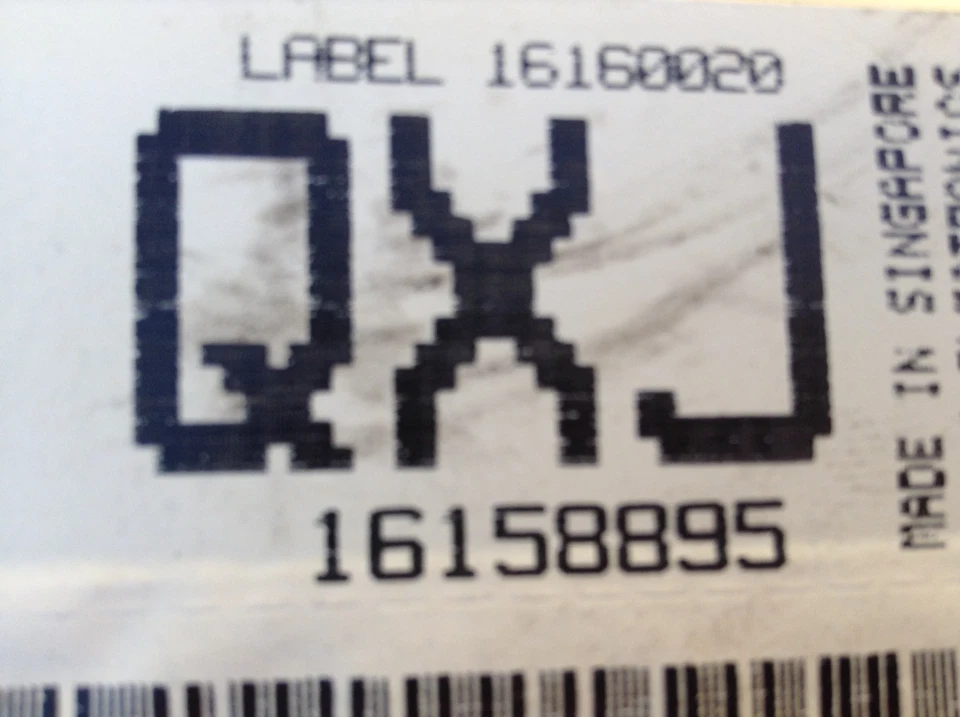 LABEL 16160020
QXJ
16158895
MADE IN SINGAPORE